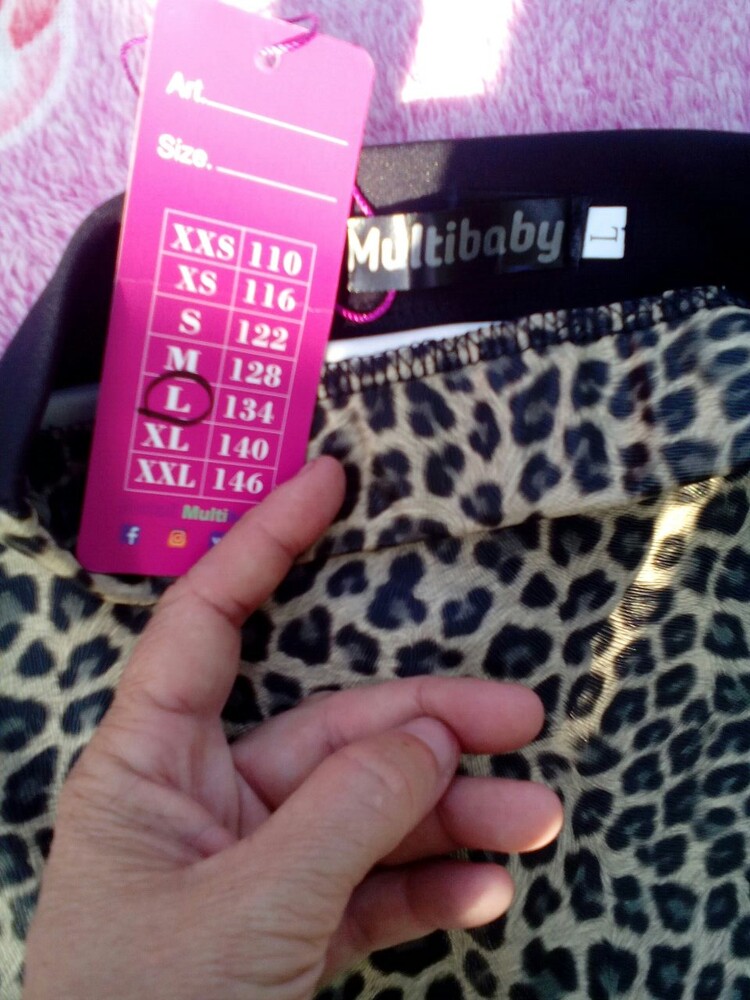 Art.
Size.
XXS 110
XS 116
S 122
M 128
L 134
XL 140
XXL 146
Multi
Multibaby
L